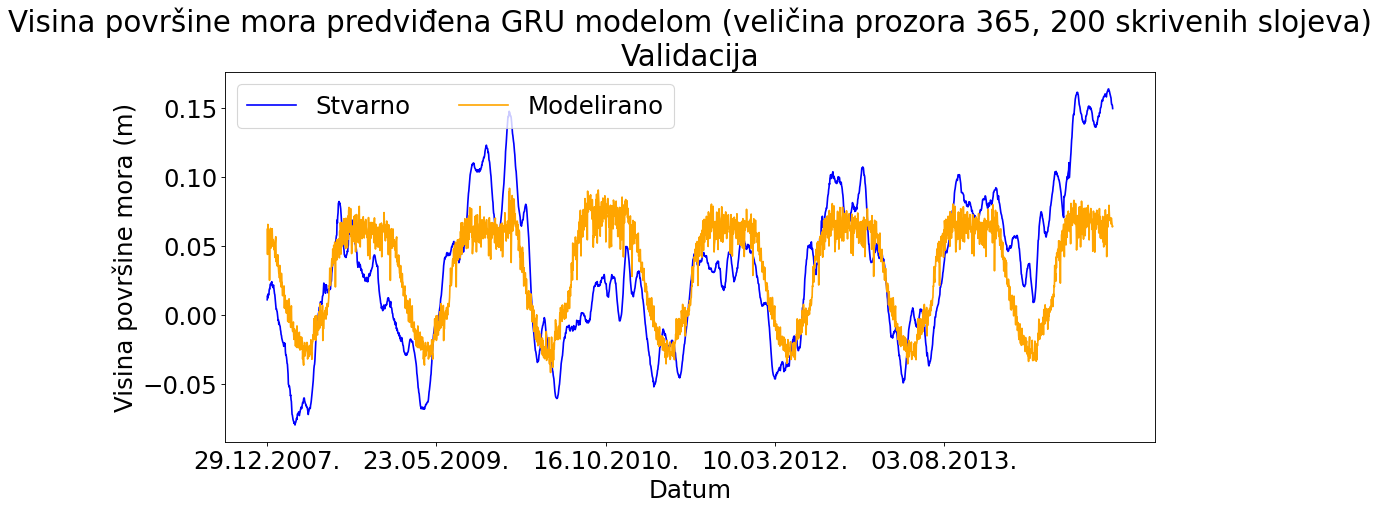 Visina površine mora predviđena GRU modelom (veličina prozora 365, 200 skrivenih slojeva)
Validacija
Stvarno
Modelirano
Visina površine mora (m)
0.15
0.10
0.05
0.00
−0.05
29.12.2007.
23.05.2009.
16.10.2010.
10.03.2012.
03.08.2013.
Datum